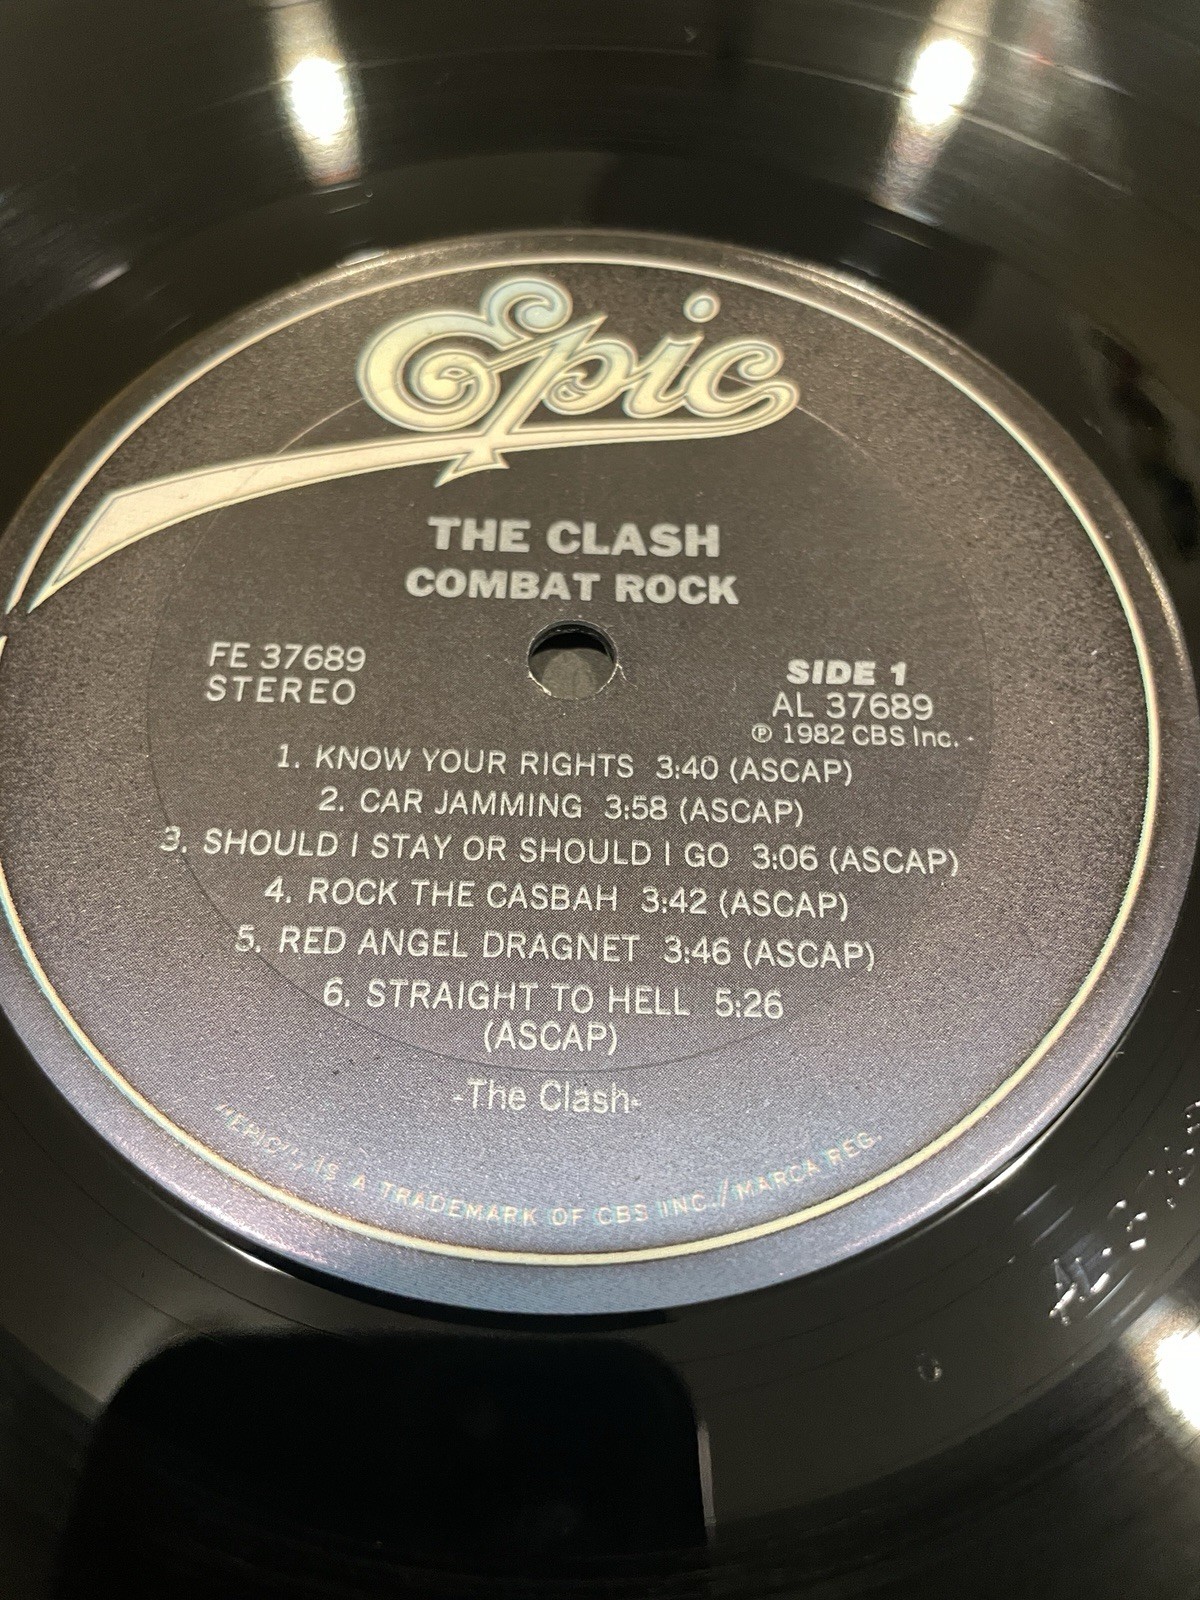 Epic
THE CLASH
COMBAT ROCK
FE 37689
STEREO
SIDE 1
AL 37689
℗ 1982 CBS Inc.
1. KNOW YOUR RIGHTS 3:40 (ASCAP)
2. CAR JAMMING 3:58 (ASCAP)
3. SHOULD I STAY OR SHOULD I GO 3:06 (ASCAP)
4. ROCK THE CASBAH 3:42 (ASCAP)
5. RED ANGEL DRAGNET 3:46 (ASCAP)
6. STRAIGHT TO HELL 5:26
(ASCAP)
-The Clash-
"EPIC", IS A TRADEMARK OF CBS INC./MARCA REG.